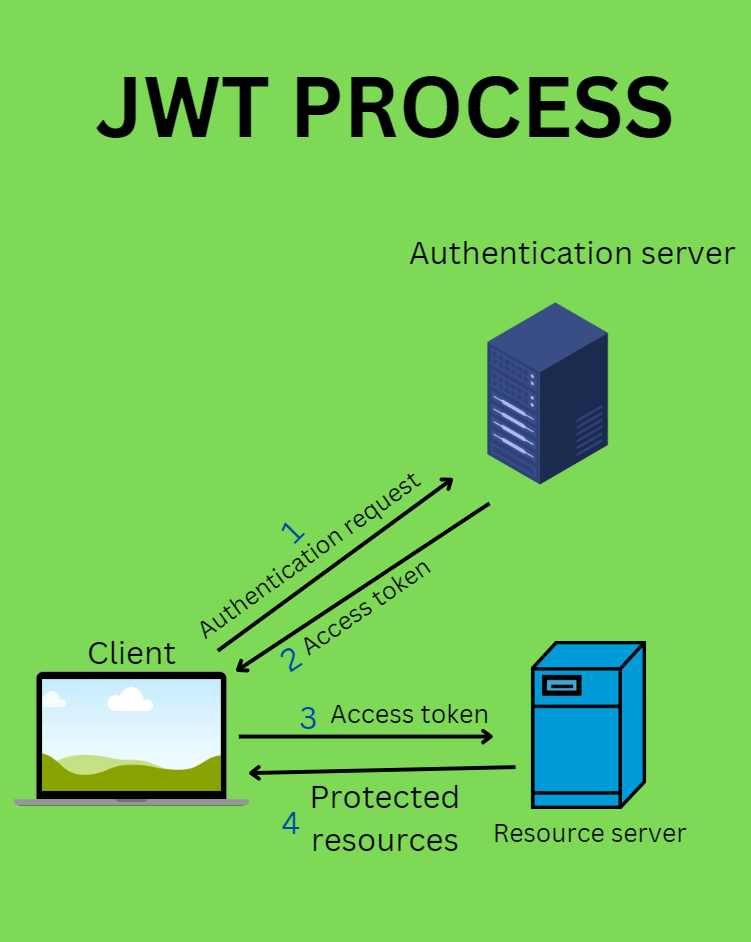 JWT PROCESS
Authentication server
1
Authentication request
2 Access token
Client
3 Access token
Protected
4 resources
Resource server